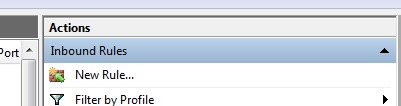 Actions
Port
Inbound Rules
New Rule...
Filter by Profile